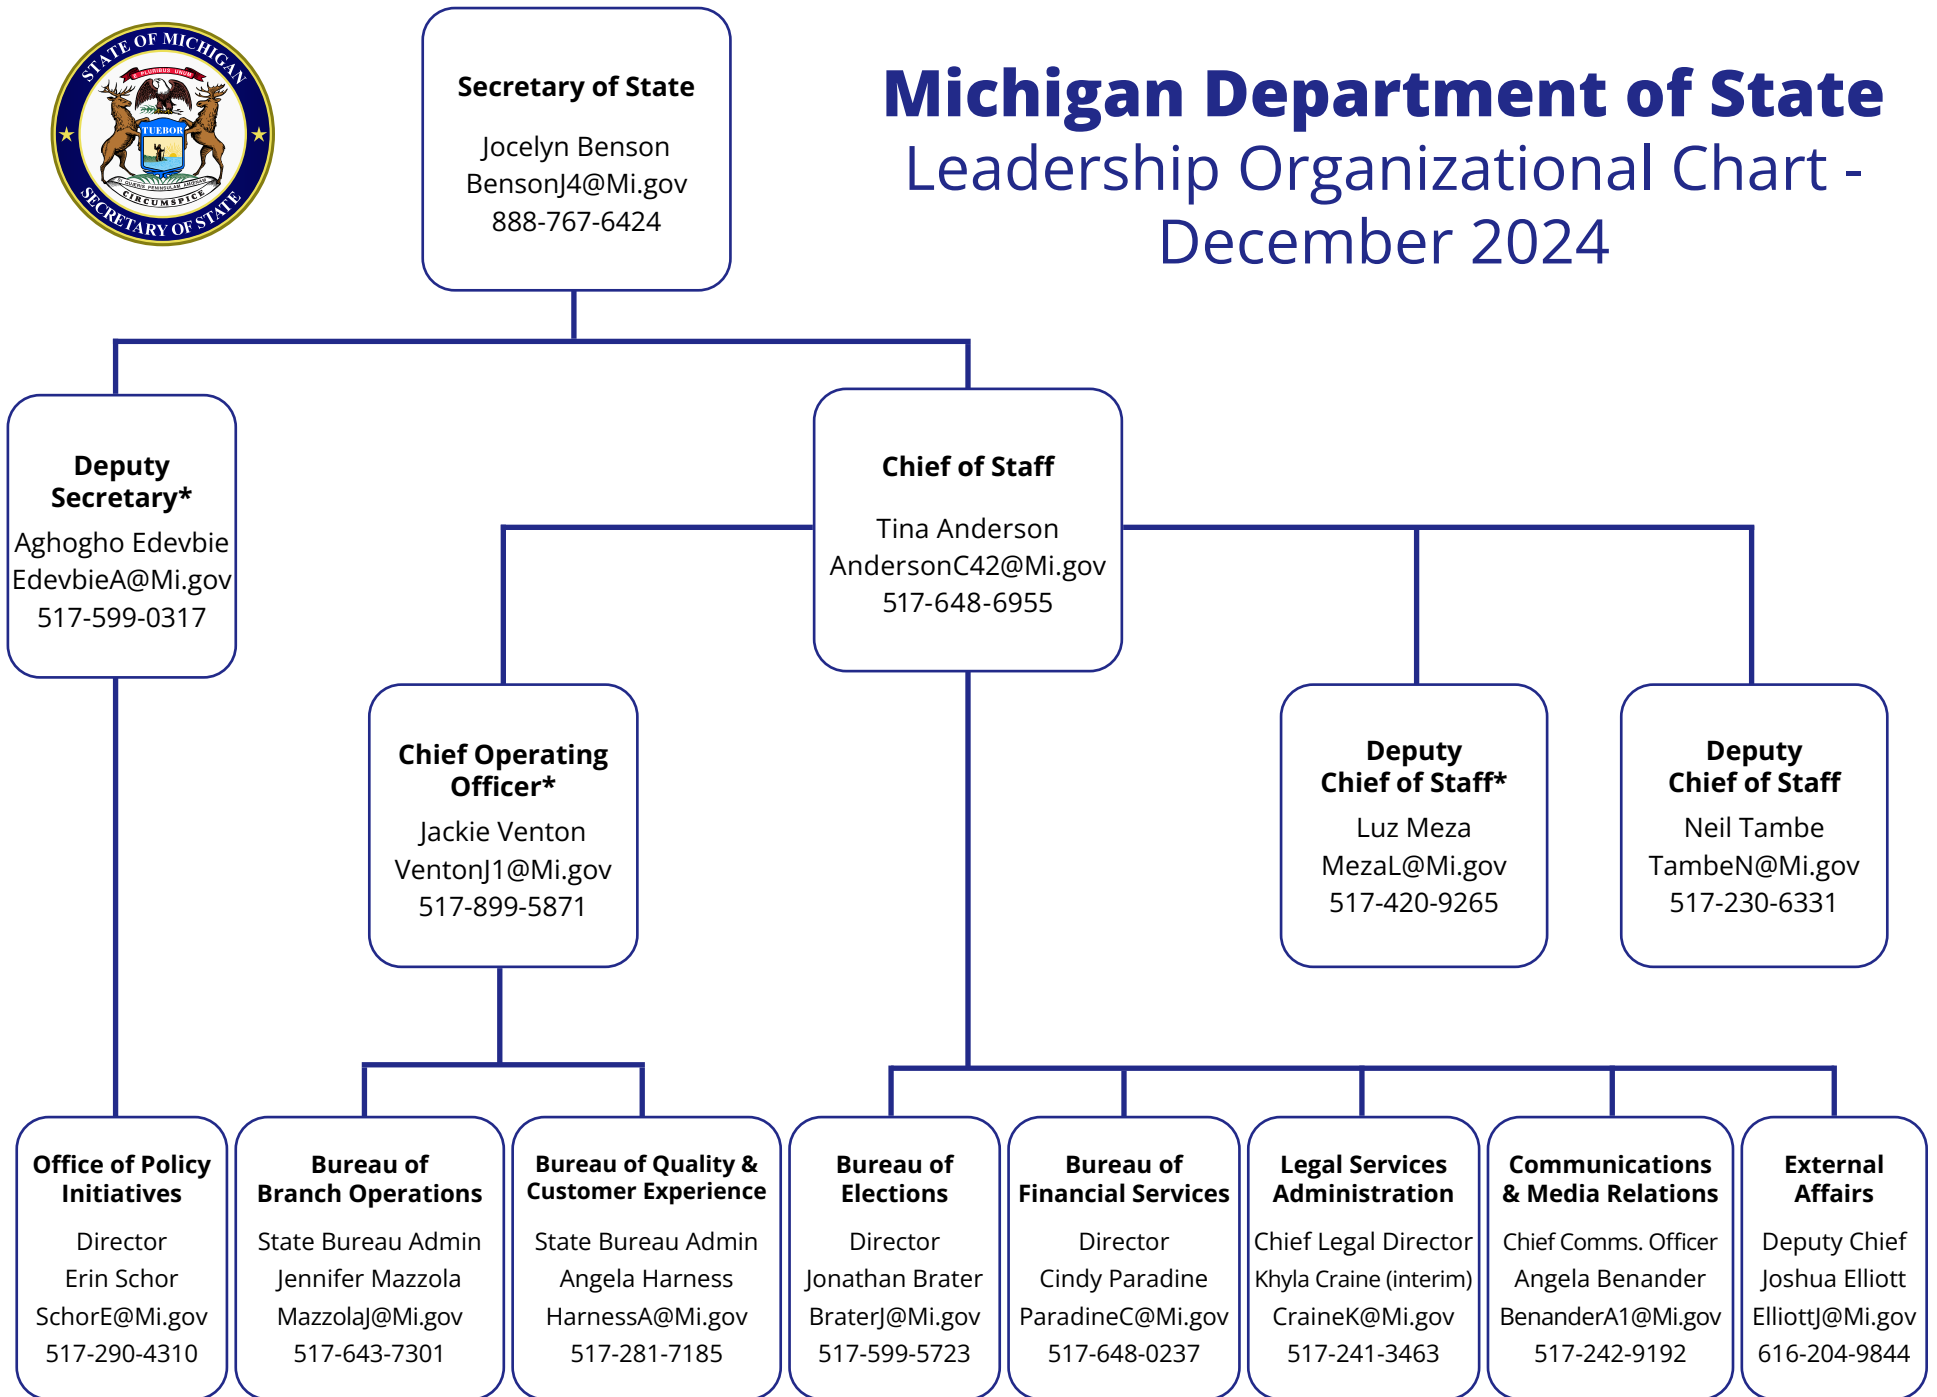 STATE OF MICHIGAN
E PLURIBUS UNUM
TUEBOR
CIRCUMSPICE
SECRETARY OF STATE
Secretary of State
Jocelyn Benson
BensonJ4@Mi.gov
888-767-6424
Michigan Department of State
Leadership Organizational Chart -
December 2024
Deputy
Secretary*
Aghogho Edevbie
EdevbieA@Mi.gov
517-599-0317
Chief of Staff
Tina Anderson
AndersonC42@Mi.gov
517-648-6955
Chief Operating
Officer*
Jackie Venton
VentonJ1@Mi.gov
517-899-5871
Deputy
Chief of Staff*
Luz Meza
MezaL@Mi.gov
517-420-9265
Deputy
Chief of Staff
Neil Tambe
TambeN@Mi.gov
517-230-6331
Office of Policy
Initiatives
Director
Erin Schor
SchorE@Mi.gov
517-290-4310
Bureau of
Branch Operations
State Bureau Admin
Jennifer Mazzola
MazzolaJ@Mi.gov
517-643-7301
Bureau of Quality &
Customer Experience
State Bureau Admin
Angela Harness
HarnessA@Mi.gov
517-281-7185
Bureau of
Elections
Director
Jonathan Brater
BraterJ@Mi.gov
517-599-5723
Bureau of
Financial Services
Director
Cindy Paradine
ParadineC@Mi.gov
517-648-0237
Legal Services
Administration
Chief Legal Director
Khyla Craine (interim)
CraineK@Mi.gov
517-241-3463
Communications
& Media Relations
Chief Comms. Officer
Angela Benander
BenanderA1@Mi.gov
517-242-9192
External
Affairs
Deputy Chief
Joshua Elliott
ElliottJ@Mi.gov
616-204-9844